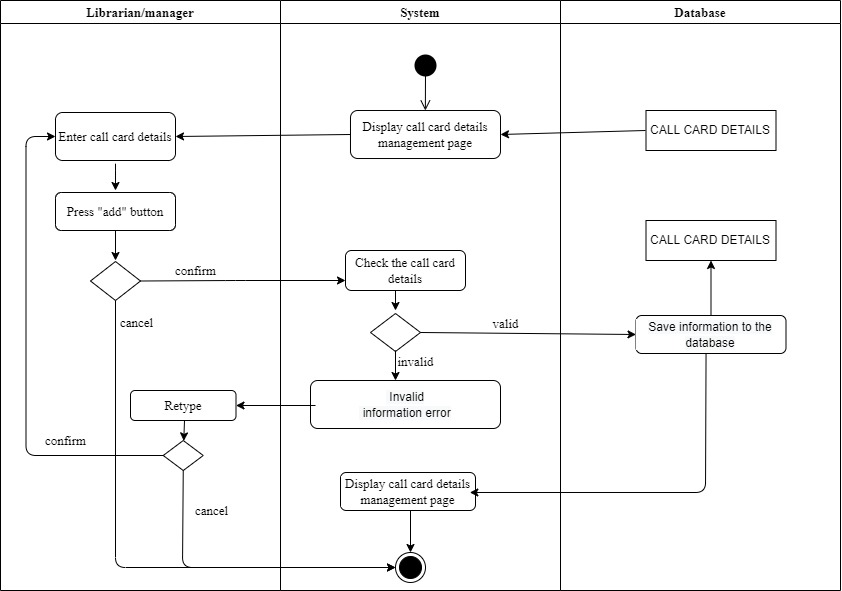 Librarian/manager
System
Database
Enter call card details
Display call card details
management page
CALL CARD DETAILS
Press "add" button
CALL CARD DETAILS
confirm
Check the call card
details
cancel
valid
Save information to the
database
invalid
Retype
Invalid
information error
confirm
Display call card details
management page
cancel